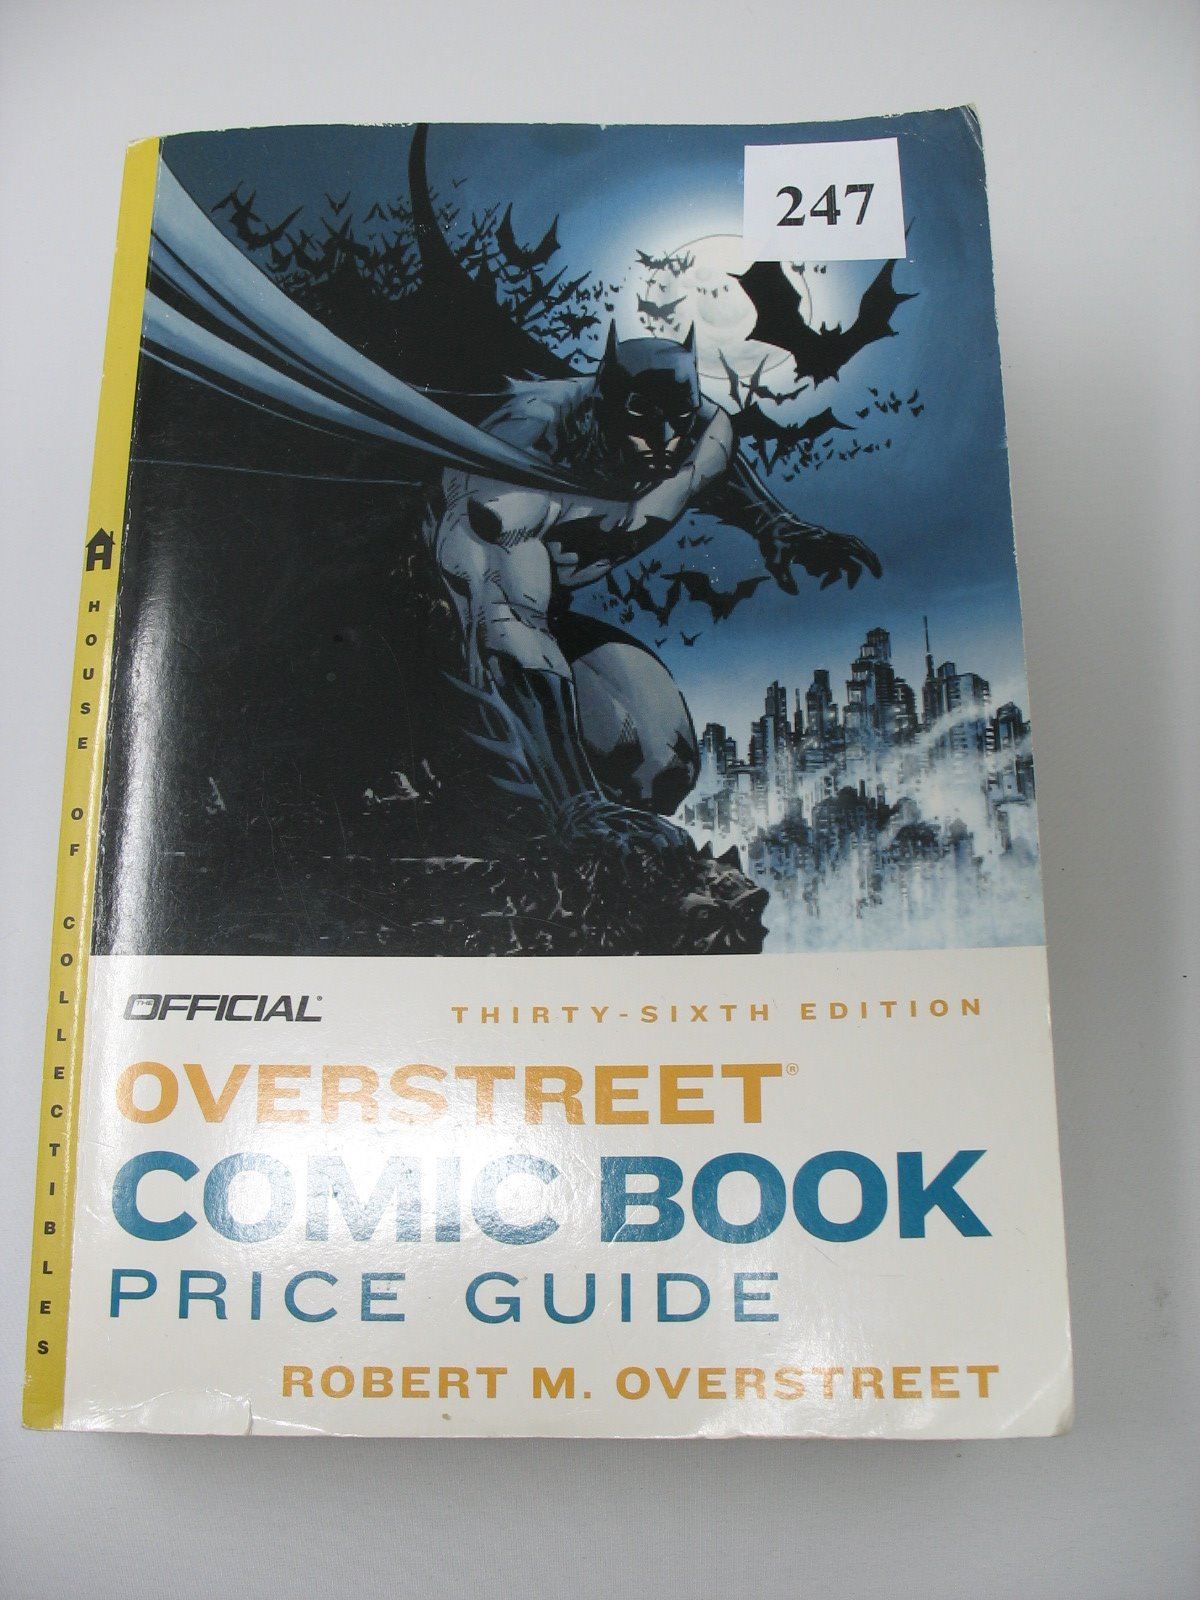 247
A HOUSE OF COLLECTIBLES
THE OFFICIAL®
THIRTY-SIXTH EDITION
OVERSTREET®
COMIC BOOK
PRICE GUIDE
ROBERT M. OVERSTREET